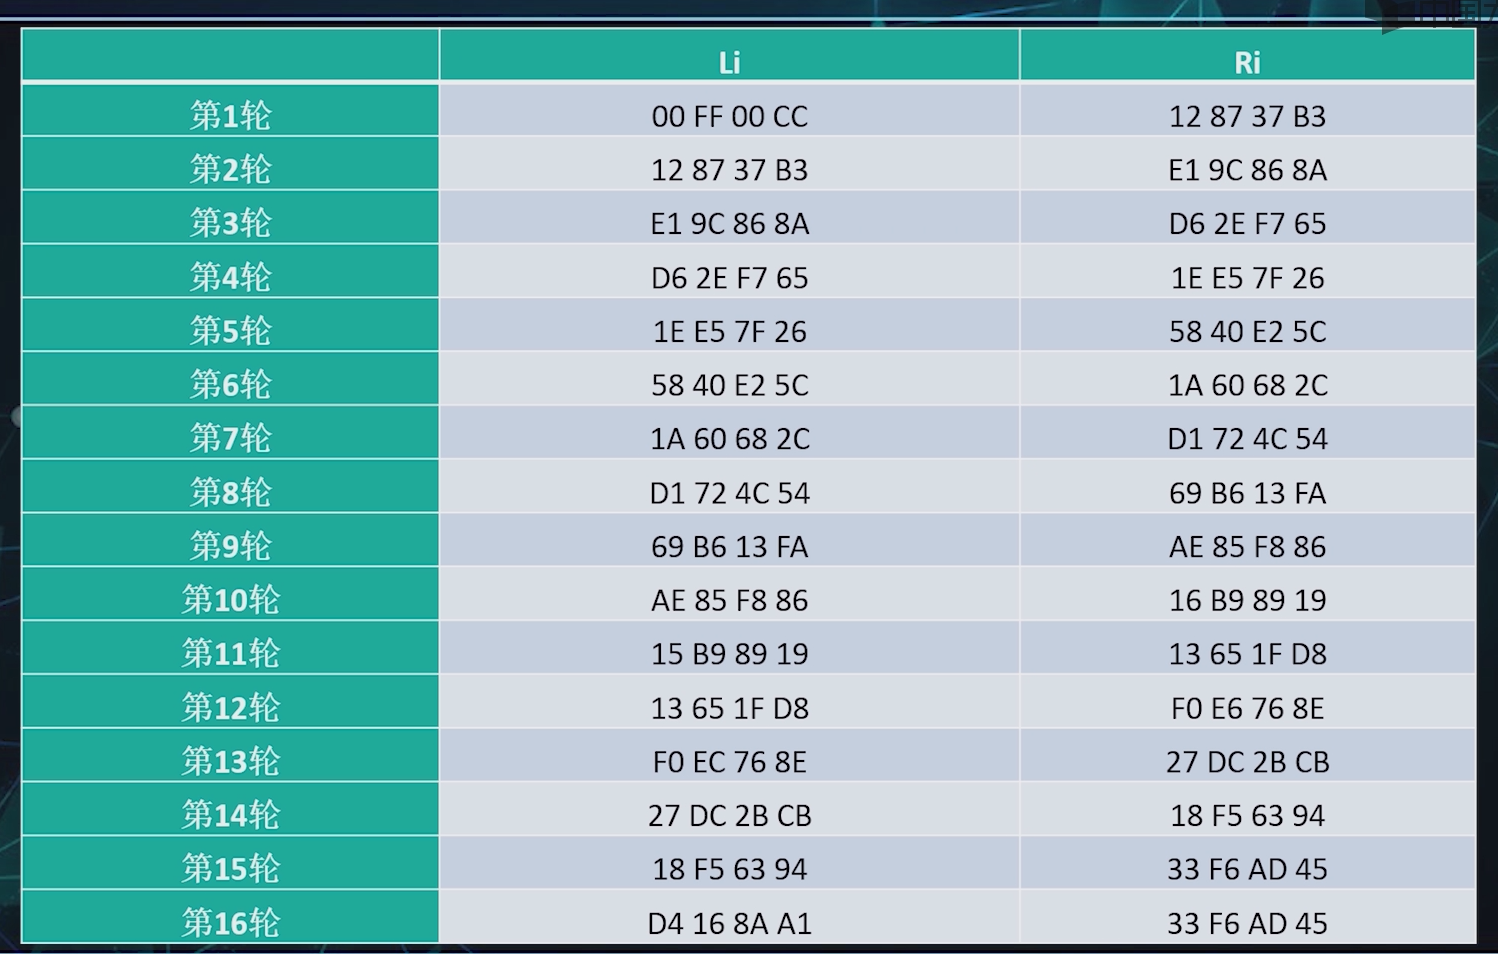 Li Ri
第1轮 00 FF 00 CC 12 87 37 B3
第2轮 12 87 37 B3 E1 9C 86 8A
第3轮 E1 9C 86 8A D6 2E F7 65
第4轮 D6 2E F7 65 1E E5 7F 26
第5轮 1E E5 7F 26 58 40 E2 5C
第6轮 58 40 E2 5C 1A 60 68 2C
第7轮 1A 60 68 2C D1 72 4C 54
第8轮 D1 72 4C 54 69 B6 13 FA
第9轮 69 B6 13 FA AE 85 F8 86
第10轮 AE 85 F8 86 16 B9 89 19
第11轮 15 B9 89 19 13 65 1F D8
第12轮 13 65 1F D8 F0 E6 76 8E
第13轮 F0 EC 76 8E 27 DC 2B CB
第14轮 27 DC 2B CB 18 F5 63 94
第15轮 18 F5 63 94 33 F6 AD 45
第16轮 D4 16 8A A1 33 F6 AD 45